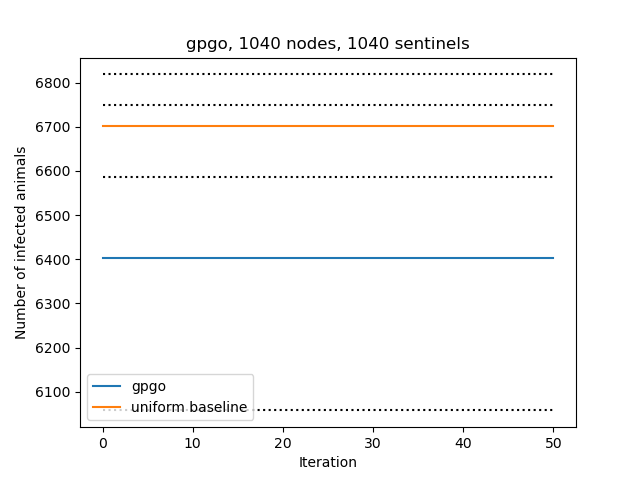 gpgo, 1040 nodes, 1040 sentinels
Number of infected animals
6800
6700
6600
6500
6400
6300
6200
6100
gpgo
uniform baseline
0 10 20 30 40 50
Iteration